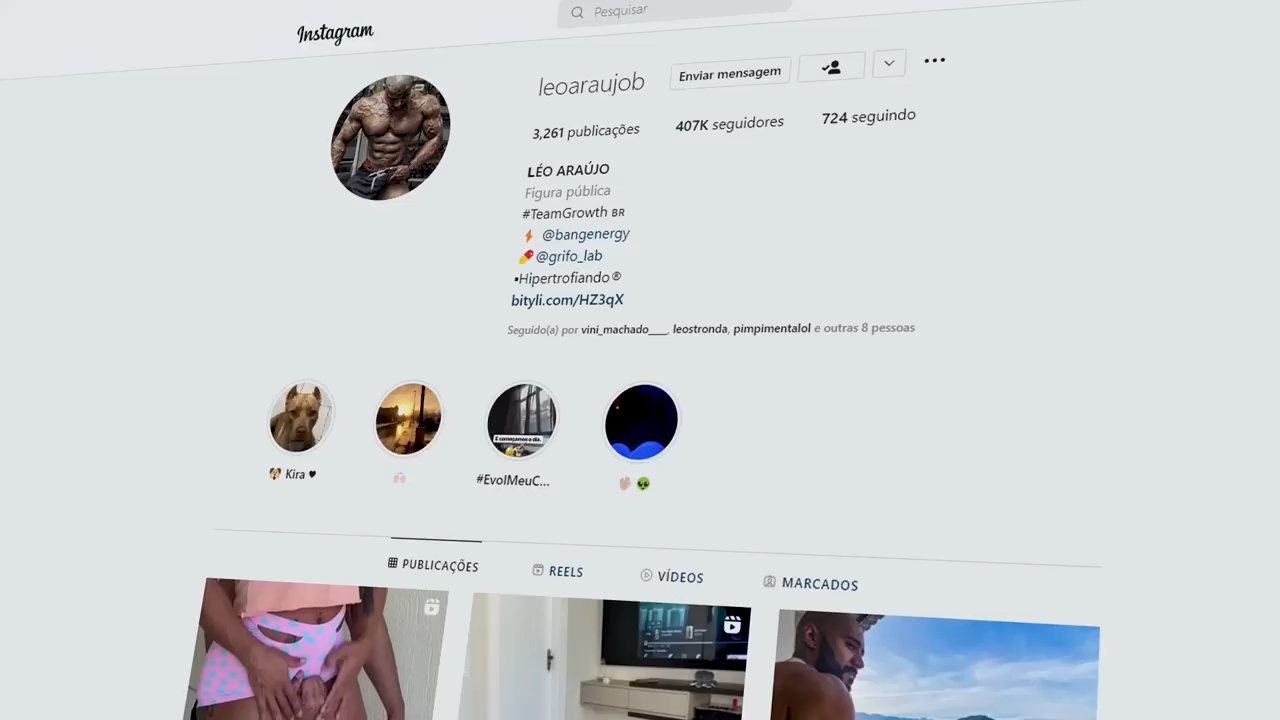 Instagram
Pesquisar
leoaraujob
Enviar mensagem
3,261 publicações 407K seguidores 724 seguindo
LÉO ARAÚJO
Figura pública
#TeamGrowth BR
@bangenergy
@grifo_lab
▪Hipertrofiando®
bityli.com/HZ3qX
Seguido(a) por vini_machado___, leostronda, pimpimentalol e outras 8 pessoas
E começamos o dia.
Kira
#EvolMeuC...
PUBLICAÇÕES REELS VÍDEOS MARCADOS